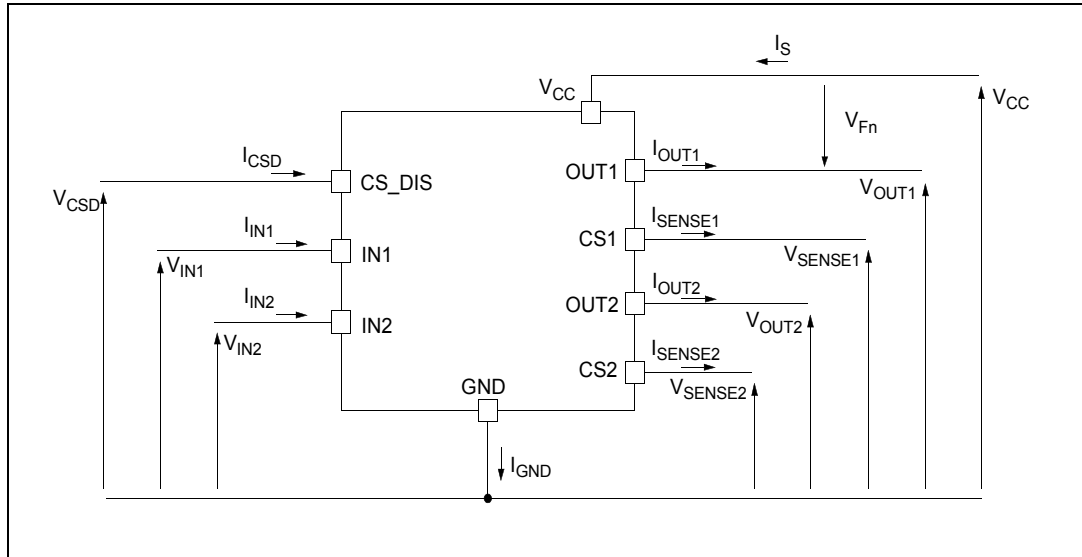 I_S
V_CC
V_CC
V_Fn
I_CSD
CS_DIS
V_CSD
OUT1
I_OUT1
V_OUT1
I_IN1
IN1
V_IN1
CS1
I_SENSE1
V_SENSE1
I_IN2
IN2
V_IN2
OUT2
I_OUT2
V_OUT2
CS2
I_SENSE2
V_SENSE2
GND
I_GND